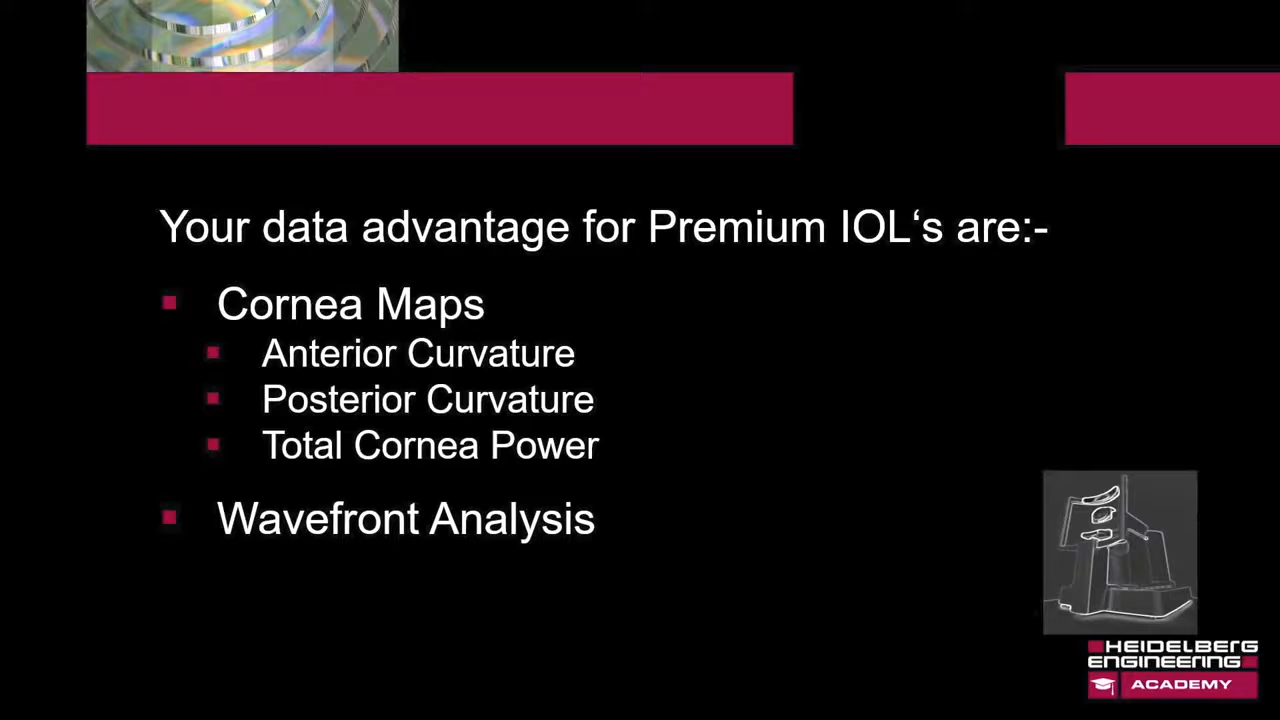 Your data advantage for Premium IOL‘s are:-
Cornea Maps
Anterior Curvature
Posterior Curvature
Total Cornea Power
Wavefront Analysis
HEIDELBERG
ENGINEERING
ACADEMY